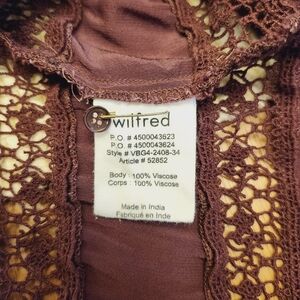 wilfred
P.O. # 4500043623
P.O. # 4500043624
Style # VBG4-2408-34
Article # 52852
Body : 100% Viscose
Corps : 100% Viscose
Made in India
Fabriqué en Inde